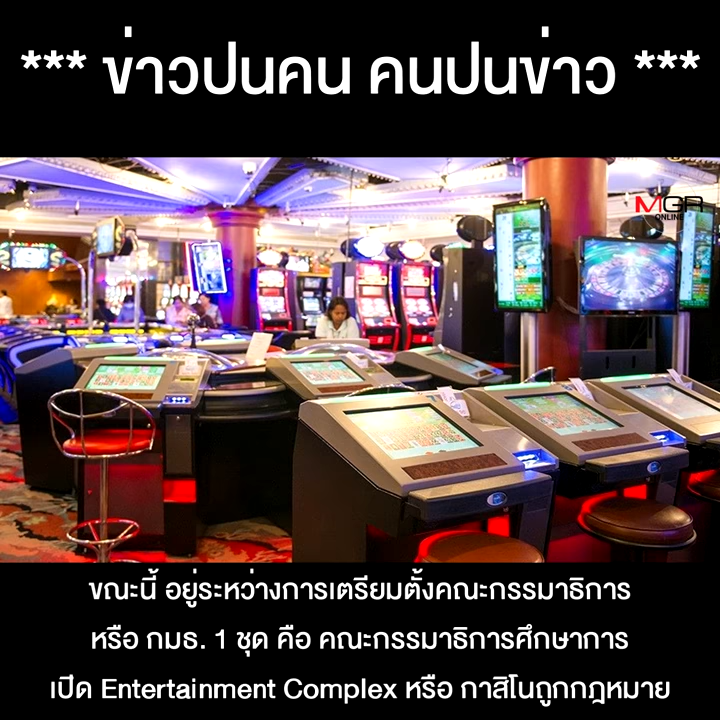 *** ข่าวปนคน คนปนข่าว ***
MGR
ONLINE
ขณะนี้ อยู่ระหว่างการเตรียมตั้งคณะกรรมาธิการ
หรือ กมธ. 1 ชุด คือ คณะกรรมาธิการศึกษาการ
เปิด Entertainment Complex หรือ กาสิโนถูกกฎหมาย